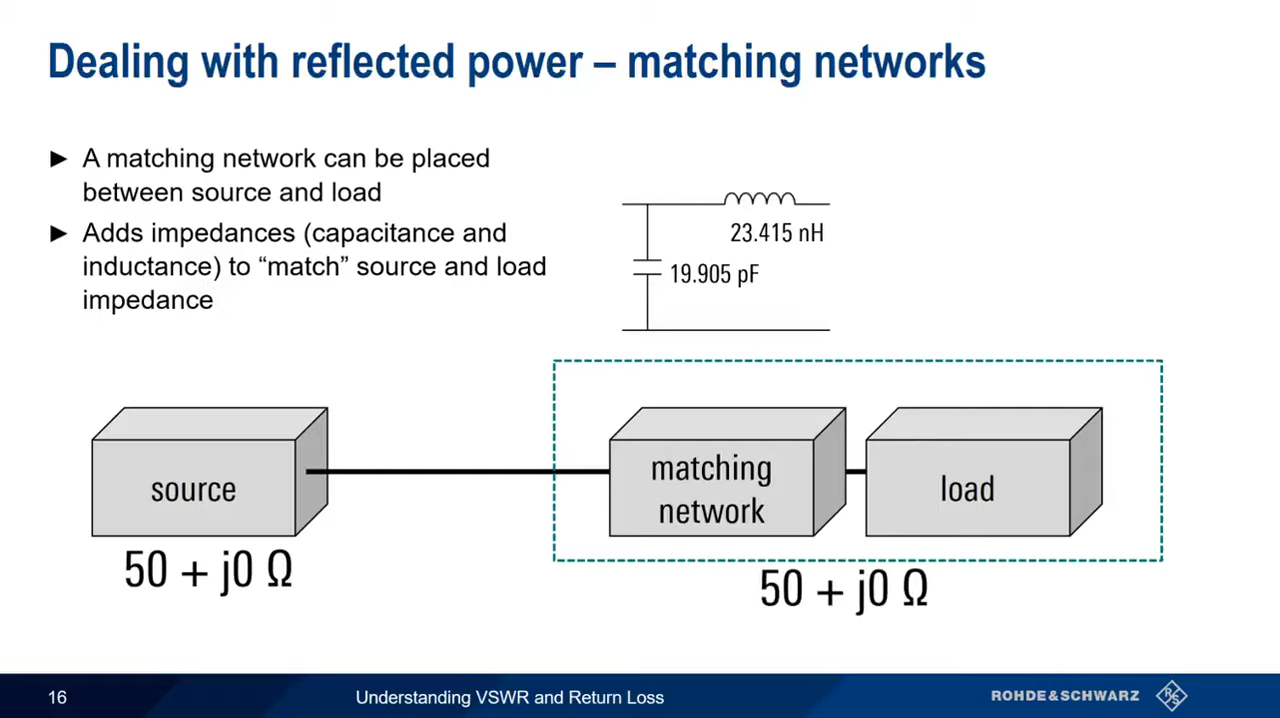 Dealing with reflected power – matching networks
► A matching network can be placed
between source and load
► Adds impedances (capacitance and
inductance) to “match” source and load
impedance
23.415 nH
19.905 pF
source
matching
network
load
50 + j0 Ω
50 + j0 Ω
16
Understanding VSWR and Return Loss
ROHDE&SCHWARZ
R&S